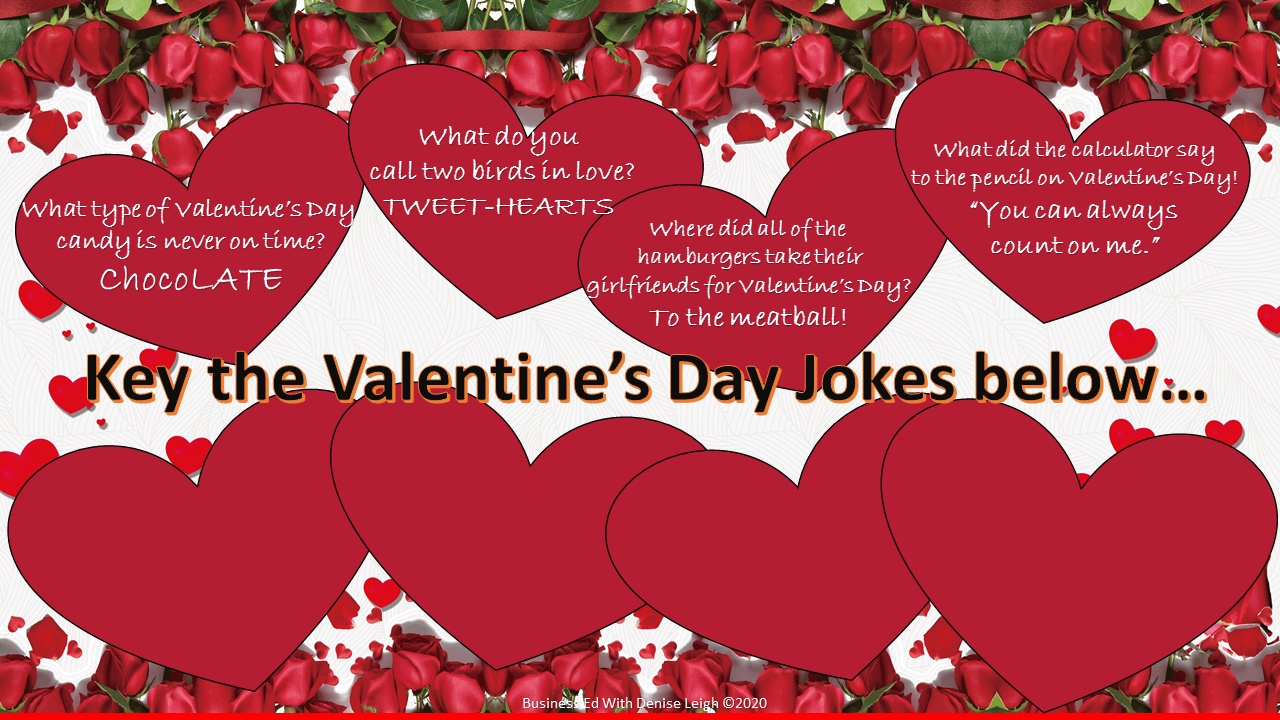 What type of Valentine's Day
candy is never on time?
ChocoLATE
What do you
call two birds in love?
TWEET-HEARTS
Where did all of the
hamburgers take their
girlfriends for Valentine's Day?
To the meatball!
What did the calculator say
to the pencil on Valentine's Day!
“You can always
count on me.”
Key the Valentine’s Day Jokes below…
Business Ed With Denise Leigh ©2020